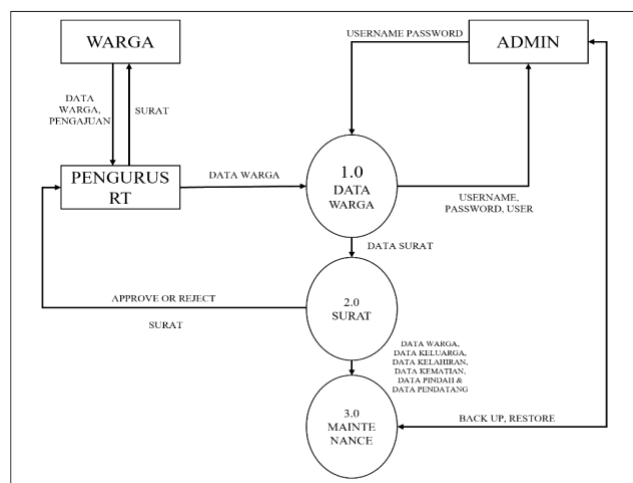 WARGA
USERNAME PASSWORD
ADMIN
DATA
WARGA,
PENGAJUAN
SURAT
PENGURUS
RT
DATA WARGA
1.0
DATA
WARGA
USERNAME,
PASSWORD, USER
DATA SURAT
APPROVE OR REJECT
SURAT
2.0
SURAT
DATA WARGA,
DATA KELUARGA,
DATA KELAHIRAN,
DATA KEMATIAN,
DATA PINDAH &
DATA PENDATANG
3.0
MAINTE
NANCE
BACK UP, RESTORE